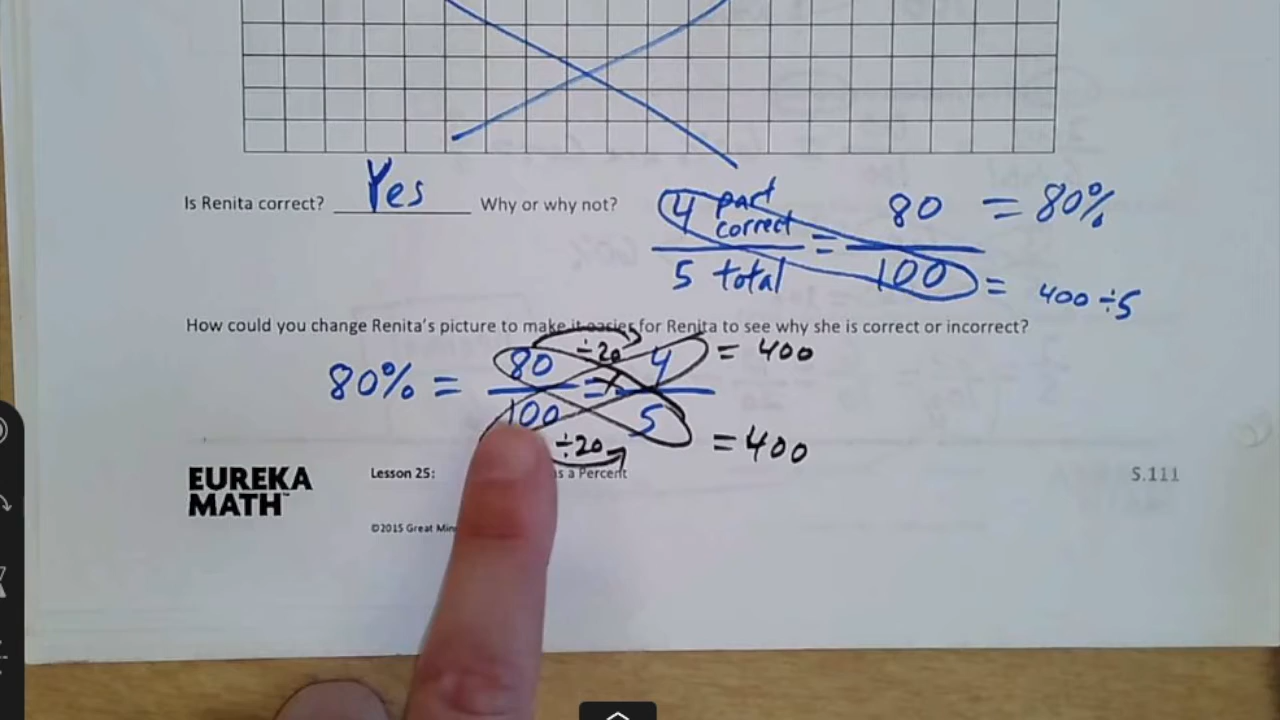 Is Renita correct? Yes Why or why not?
4 part correct / 5 total = 80 / 100 = 80%
= 400 ÷ 5
How could you change Renita's picture to make it easier for Renita to see why she is correct or incorrect?
80% = 80 / 100 = 4 / 5
÷20
= 400
÷20
= 400
EUREKA MATH™
Lesson 25: as a Percent
S.111
©2015 Great Min